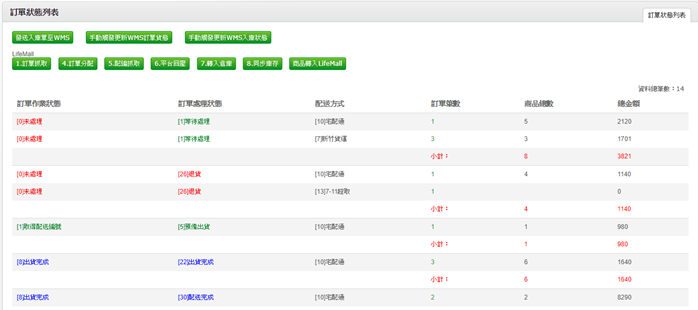 訂單狀態列表
訂單狀態列表
發送入庫單至WMS 手動觸發更新WMS訂單貨態 手動觸發更新WMS入庫狀態
LifeMall
1.訂單抓取 4.訂單分配 5.配編抓取 6.平台回壓 7.轉入倉庫 8.同步庫存 商品轉入LifeMall
資料總筆數：14
訂單作業狀態 訂單處理狀態 配送方式 訂單筆數 商品總數 總金額
[0]未處理 [1]等待處理 [10]宅配通 1 5 2120
[0]未處理 [1]等待處理 [7]新竹貨運 3 3 1701
小計： 8 3821
[0]未處理 [26]退貨 [10]宅配通 1 4 1140
[0]未處理 [26]退貨 [13]7-11超取 1 0
小計： 4 1140
[1]取得配送編號 [5]預備出貨 [10]宅配通 1 1 980
小計： 1 980
[8]出貨完成 [22]出貨完成 [10]宅配通 3 6 1640
小計： 6 1640
[8]出貨完成 [30]配送完成 [10]宅配通 2 2 8290